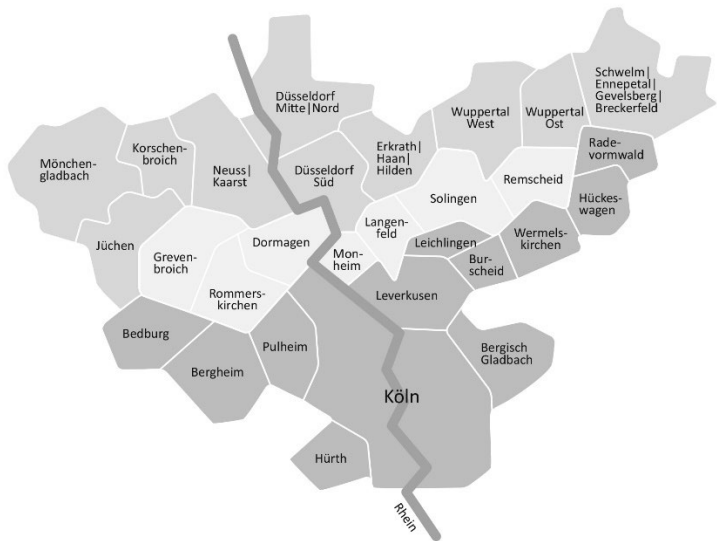 Schwelm|
Ennepetal|
Gevelsberg|
Breckerfeld
Düsseldorf
Mitte|Nord
Wuppertal
West
Wuppertal
Ost
Rade-
vormwald
Korschen-
broich
Mönchen-
gladbach
Neuss|
Kaarst
Düsseldorf
Süd
Erkrath|
Haan|
Hilden
Solingen
Remscheid
Hückes-
wagen
Jüchen
Greven-
broich
Dormagen
Langen-
feld
Mon-
heim
Leichlingen
Bur-
scheid
Wermels-
kirchen
Rommers-
kirchen
Leverkusen
Bedburg
Bergheim
Pulheim
Bergisch
Gladbach
Köln
Hürth
Rhein